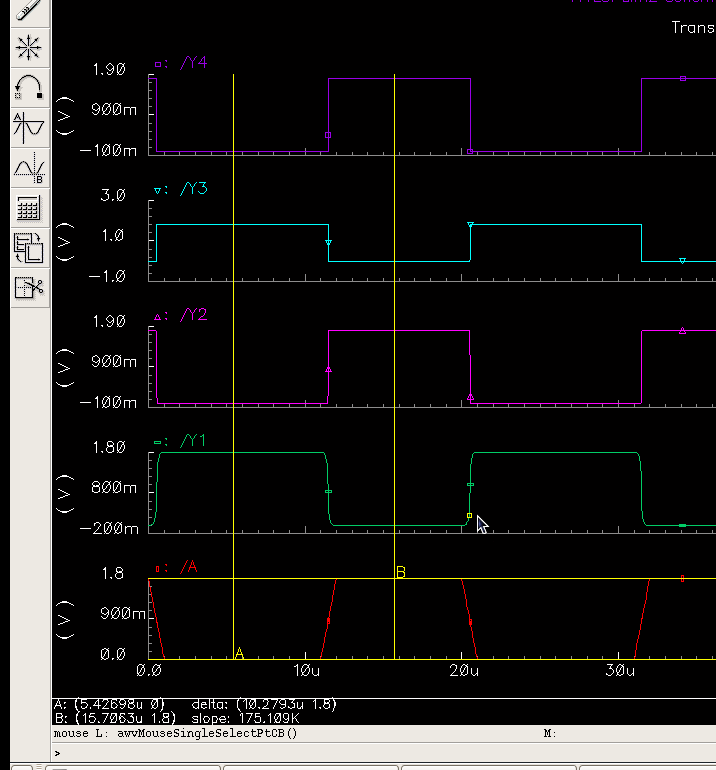 Trans
/Y4
1.90
900m
-100m
(V)
/Y3
3.0
1.0
-1.0
(V)
/Y2
1.90
900m
-100m
(V)
/Y1
1.80
800m
-200m
(V)
/A
1.8
900m
0.0
(V)
A
B
0.0 10u 20u 30u
A: (5.42698u 0) delta: (10.2793u 1.8)
B: (15.7063u 1.8) slope: 175.109K
mouse L: awvMouseSingleSelectPtCB() M:
>